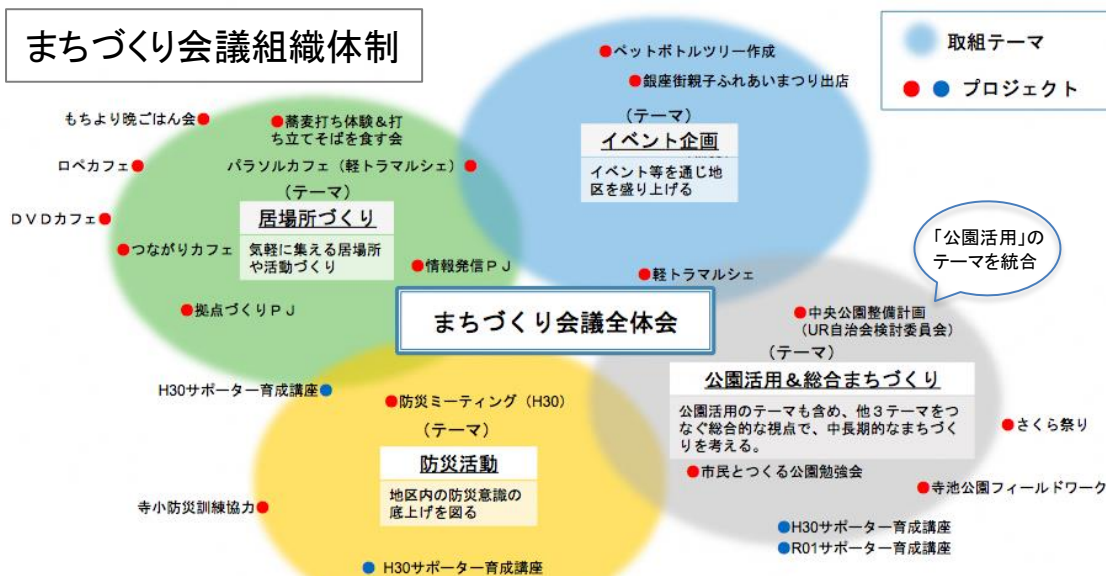 まちづくり会議組織体制
取組テーマ
プロジェクト
ペットボトルツリー作成
銀座街親子ふれあいまつり出店
(テーマ)
イベント企画
イベント等を通じ地
区を盛り上げる
軽トラマルシェ
もちより晩ごはん会
蕎麦打ち体験&打
ち立てそばを食す会
ロペカフェ
パラソルカフェ(軽トラマルシェ)
(テーマ)
居場所づくり
気軽に集える居場所
や活動づくり
DVDカフェ
つながりカフェ
情報発信PJ
拠点づくりPJ
まちづくり会議全体会
「公園活用」の
テーマを統合
中央公園整備計画
(UR自治会検討委員会)
(テーマ)
公園活用&総合まちづくり
公園活用のテーマも含め、他3テーマをつ
なぐ総合的な視点で、中長期的なまちづく
りを考える。
さくら祭り
市民とつくる公園勉強会
寺池公園フィールドワーク
H30サポーター育成講座
R01サポーター育成講座
H30サポーター育成講座
防災ミーティング(H30)
(テーマ)
防災活動
地区内の防災意識の
底上げを図る
寺小防災訓練協力
H30サポーター育成講座